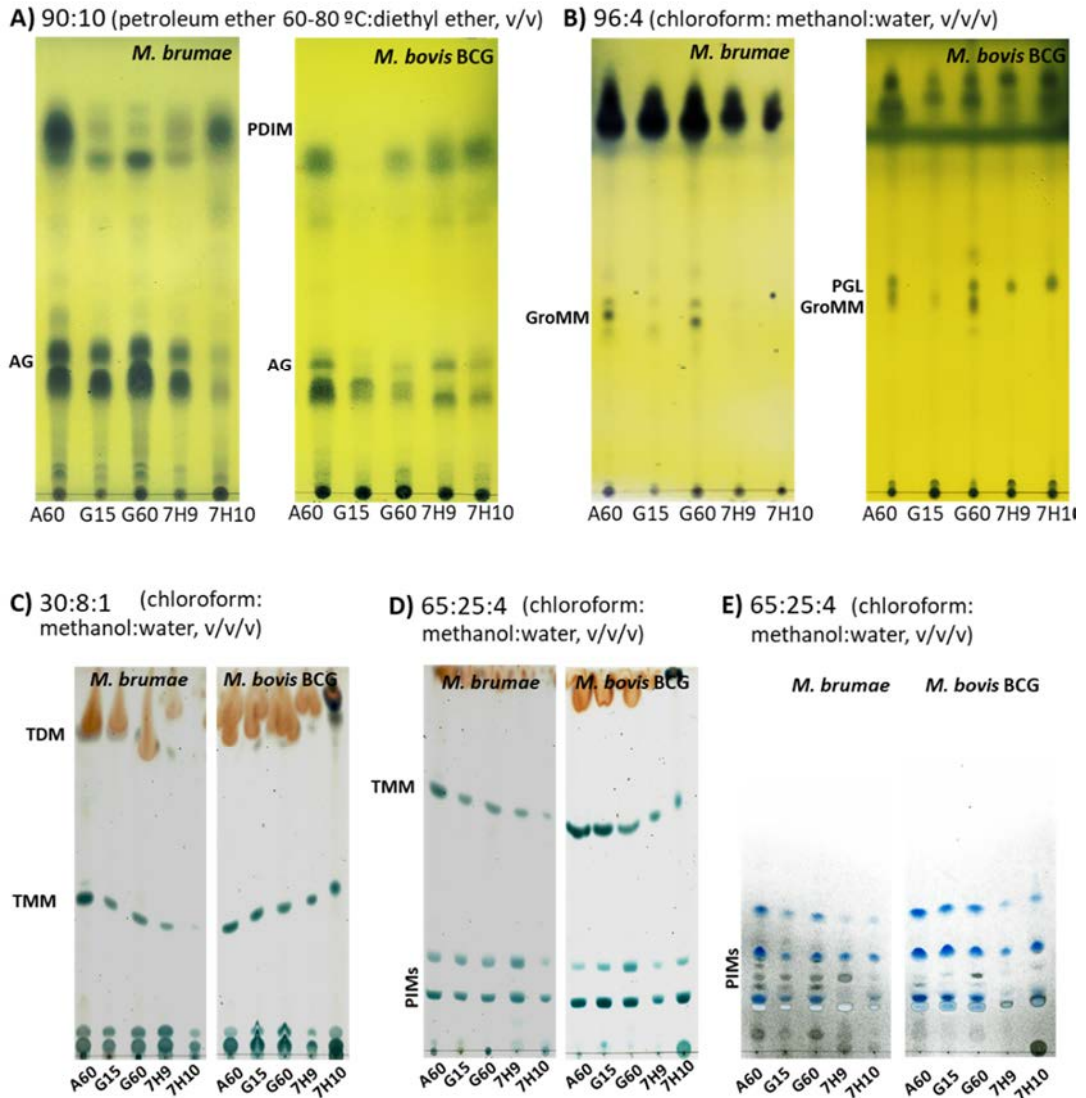 A) 90:10 (petroleum ether 60-80 ºC:diethyl ether, v/v)
M. brumae
M. bovis BCG
PDIM
AG
AG
A60 G15 G60 7H9 7H10
A60 G15 G60 7H9 7H10
B) 96:4 (chloroform: methanol:water, v/v/v)
M. brumae
M. bovis BCG
GroMM
PGL
GroMM
A60 G15 G60 7H9 7H10
A60 G15 G60 7H9 7H1
C) 30:8:1 (chloroform:
methanol:water, v/v/v)
M. brumae
M. bovis BCG
TDM
TMM
A60 G15 G60 7H9 7H10
A60 G15 G60 7H9 7H10
D) 65:25:4 (chloroform:
methanol:water, v/v/v)
M. brumae
M. bovis BCG
TMM
PIMs
A60 G15 G60 7H9 7H10
A60 G15 G60 7H9 7H10
E) 65:25:4 (chloroform:
methanol:water, v/v/v)
M. brumae
M. bovis BCG
PIMs
A60 G15 G60 7H9 7H10
A60 G15 G60 7H9 7H10